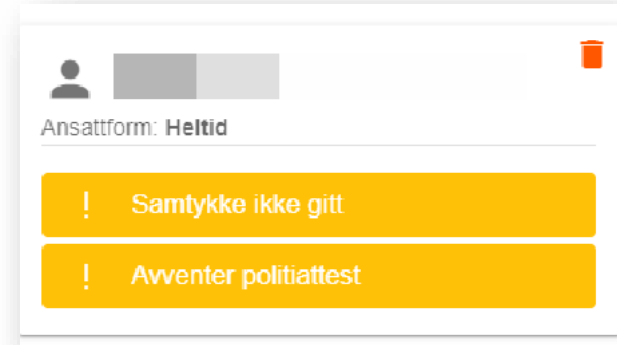 Ansattform: Heltid
! Samtykke ikke gitt
! Avventer politiattest